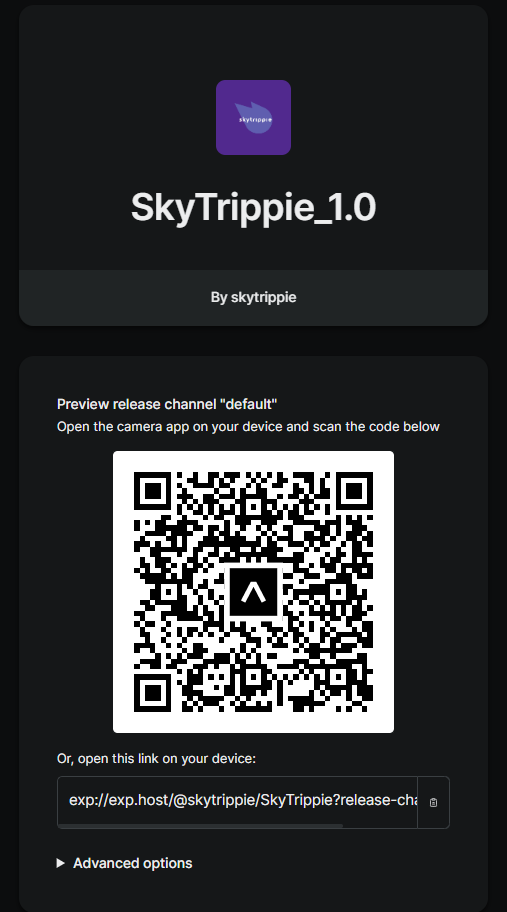 skytrippie
SkyTrippie_1.0
By skytrippie
Preview release channel "default"
Open the camera app on your device and scan the code below
Or, open this link on your device:
exp://exp.host/@skytrippie/SkyTrippie?release-cha
Advanced options